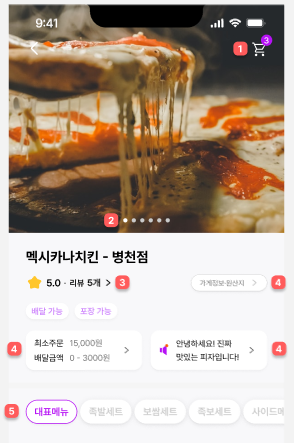 9:41
1
3
2
멕시카나치킨 - 병천점
5.0 · 리뷰 5개
3
가게정보·원산지
4
배달 가능
포장 가능
4
최소주문 15,000원
배달금액 0 - 3000원
안녕하세요! 진짜
맛있는 피자입니다!
4
5
대표메뉴
족발세트
보쌈세트
족보세트
사이드메